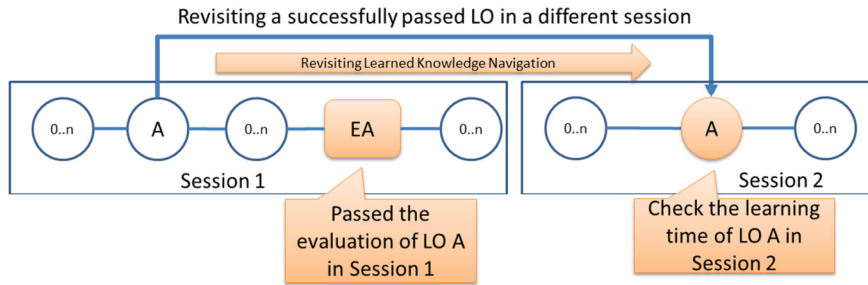 Revisiting a successfully passed LO in a different session
Revisiting Learned Knowledge Navigation
0..n
A
0..n
EA
0..n
0..n
A
0..n
Session 1
Session 2
Passed the
evaluation of LO A
in Session 1
Check the learning
time of LO A in
Session 2